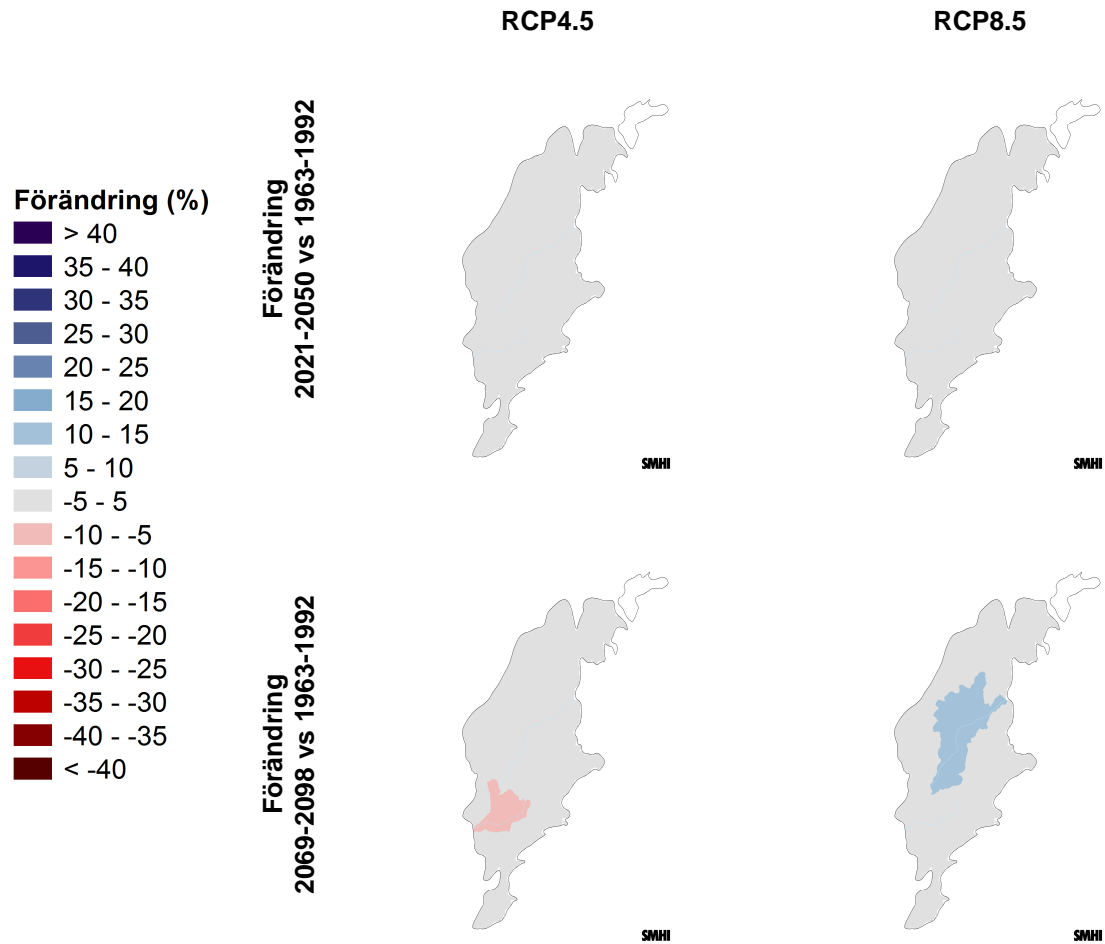 RCP4.5
RCP8.5
Förändring (%)
> 40
35 - 40
30 - 35
25 - 30
20 - 25
15 - 20
10 - 15
5 - 10
-5 - 5
-10 - -5
-15 - -10
-20 - -15
-25 - -20
-30 - -25
-35 - -30
-40 - -35
< -40
Förändring
2021-2050 vs 1963-1992
SMHI
SMHI
Förändring
2069-2098 vs 1963-1992
SMHI
SMHI